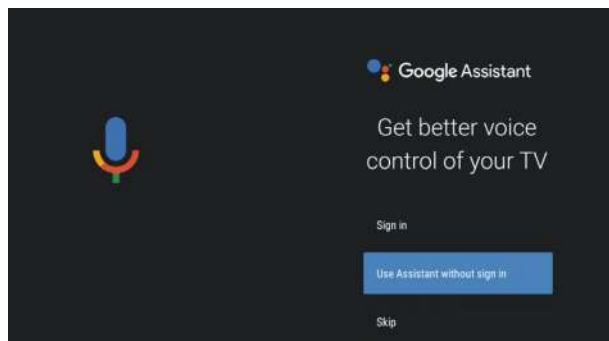 Google Assistant
Get better voice
control of your TV
Sign in
Use Assistant without sign in
Skip